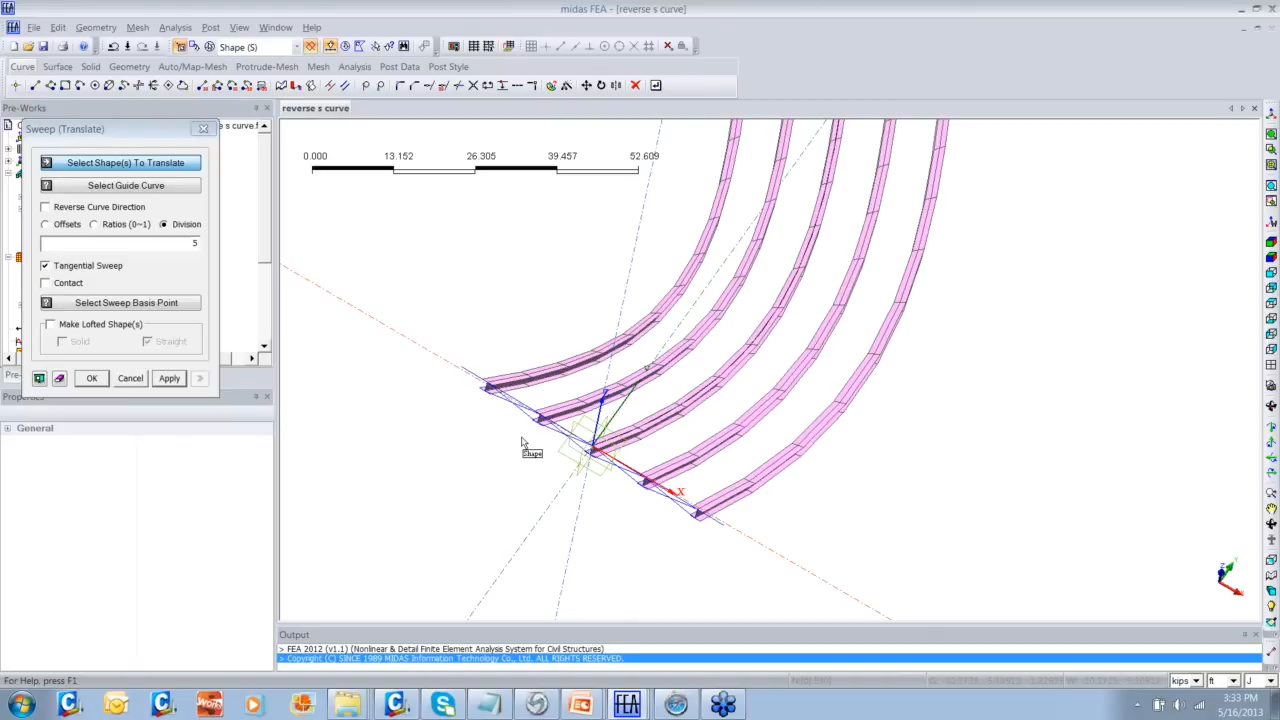 midas FEA - [reverse s curve]
File Edit Geometry Mesh Analysis Post View Window Help
Shape (S)
Curve Surface Solid Geometry Auto/Map-Mesh Protrude-Mesh Mesh Analysis Post Data Post Style
Pre-Works
reverse s curve
Sweep (Translate)
s curve.f
Select Shape(s) To Translate
Select Guide Curve
Reverse Curve Direction
Offsets Ratios (0~1) Division
5
Tangential Sweep
Contact
Select Sweep Basis Point
Make Lofted Shape(s)
Solid Straight
OK Cancel Apply >
General
0.000 13.152 26.305 39.457 52.609
Shape
X
Output
> FEA 2012 (v1.1) (Nonlinear & Detail Finite Element Analysis System for Civil Structures)
> Copyright (C) SINCE 1989 MIDAS Information Technology Co., Ltd. ALL RIGHTS RESERVED.
For Help, press F1
kips ft J
FEA
3:33 PM
5/16/2013